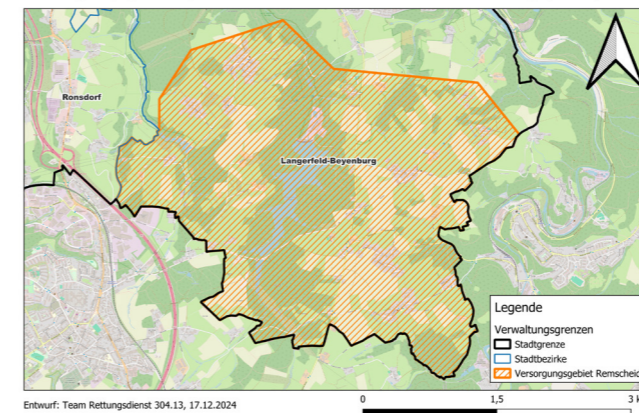 Ronsdorf
Langerfeld-Beyenburg
Legende
Verwaltungsgrenzen
Stadtgrenze
Stadtbezirke
Versorgungsgebiet Remscheid
Entwurf: Team Rettungsdienst 304.13, 17.12.2024
0 1,5 3 k